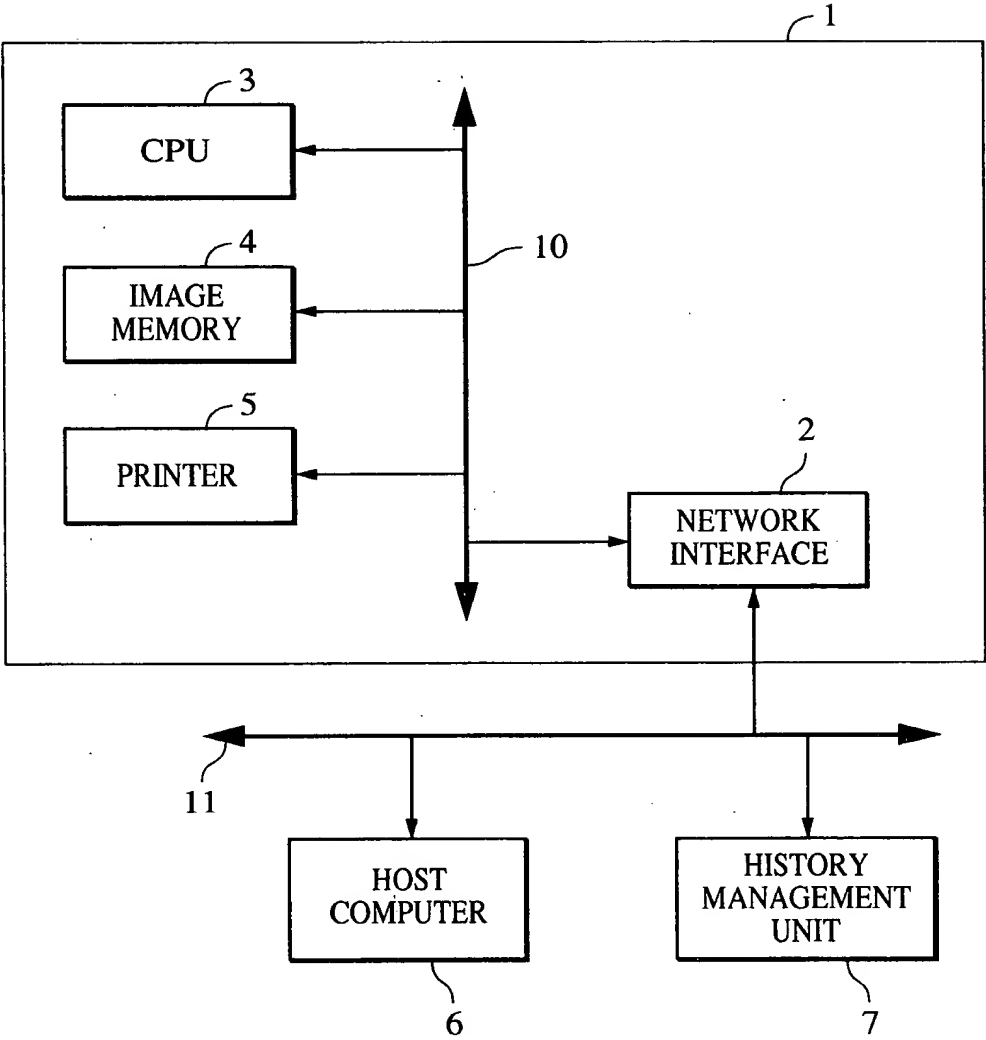 1
3
CPU
4
IMAGE
MEMORY
10
5
PRINTER
2
NETWORK
INTERFACE
11
HOST
COMPUTER
HISTORY
MANAGEMENT
UNIT
6
7